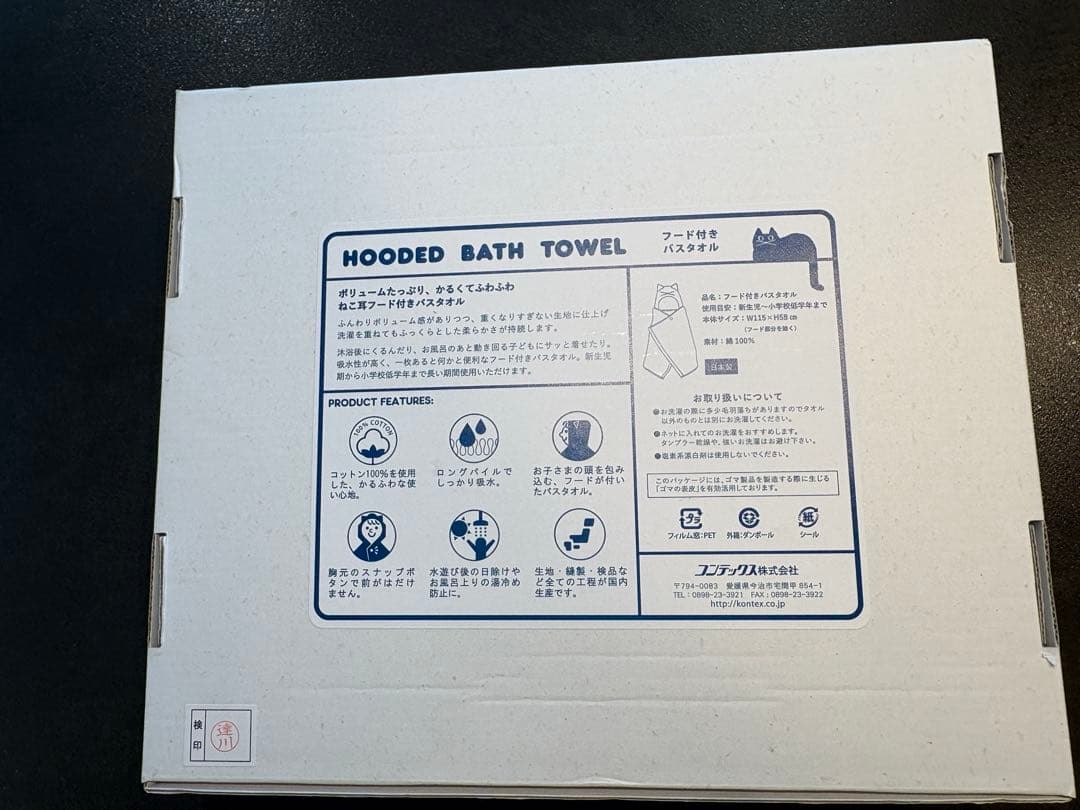 HOODED BATH TOWEL
フード付き
バスタオル
ボリュームたっぷり、かるくてふわふわ
ねこ耳フード付きバスタオル
ふんわりボリューム感がありつつ、重くなりすぎない生地に仕上げ
洗濯を重ねてもふっくらとした柔らかさが持続します。
沐浴後にくるんだり、お風呂のあと動き回る子どもにサッと着せたり。
吸水性が高く、一枚あると何かと便利なフード付きバスタオル。新生児
期から小学校低学年まで長い期間使用いただけます。
PRODUCT FEATURES:
100% COTTON
コットン100%を使用
した、かるふわな使
い心地。
ロングパイルで
しっかり吸水。
お子さまの頭を包み
込む、フードが付い
たバスタオル。
胸元のスナップボ
タンで前がはだけ
ません。
水遊び後の日除けや
お風呂上りの湯冷め
防止に。
生地・縫製・検品な
ど全ての工程が国内
生産です。
品名：フード付きバスタオル
使用目安：新生児〜小学校低学年まで
本体サイズ：W115×H58㎝
(フード部分を除く)
素材：綿100%
日本製
お取り扱いについて
●お洗濯の際に多少毛羽落ちがありますのでタオル
以外のものとは別にお洗濯してください。
●ネットに入れてのお洗濯をおすすめします。
タンブラー乾燥や、強いお洗濯はお避け下さい。
●塩素系漂白剤は使用しないでください。
このパッケージには、ゴマ製品を製造する際に生じる
「ゴマの表皮」を有効活用しております。
プラ
紙
フィルム窓：PET
外箱：ダンボール
シール
コンテックス株式会社
〒794-0083 愛媛県今治市宅間甲854-1
TEL：0898-23-3921 FAX：0898-23-3922
http://kontex.co.jp
検印
逢川